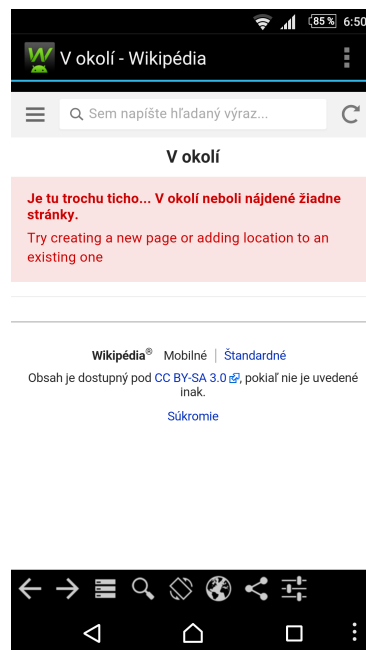 85 % 6:50
V okolí - Wikipédia
Sem napíšte hľadaný výraz...
V okolí
Je tu trochu ticho... V okolí neboli nájdené žiadne
stránky.
Try creating a new page or adding location to an
existing one
Wikipédia® Mobilné | Štandardné
Obsah je dostupný pod CC BY-SA 3.0, pokiaľ nie je uvedené
inak.
Súkromie